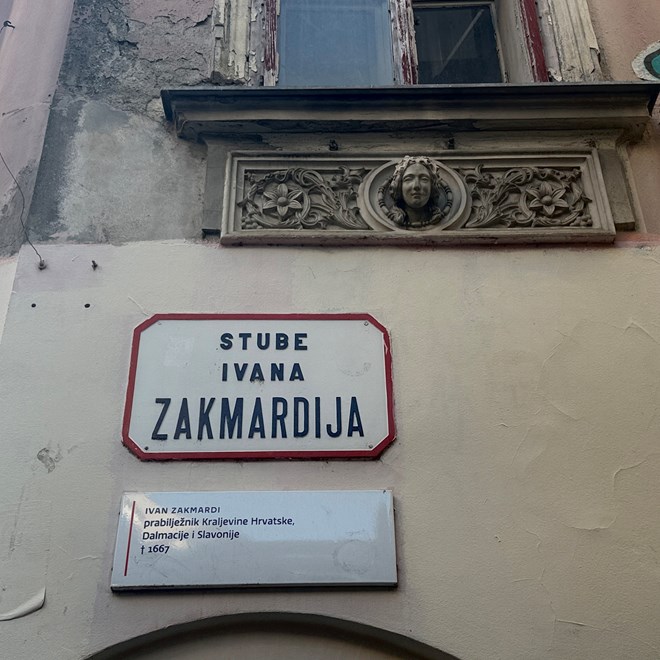 STUBE
IVANA
ZAKMARDIJA
IVAN ZAKMARDI
prabilježnik Kraljevine Hrvatske,
Dalmacije i Slavonije
† 1667